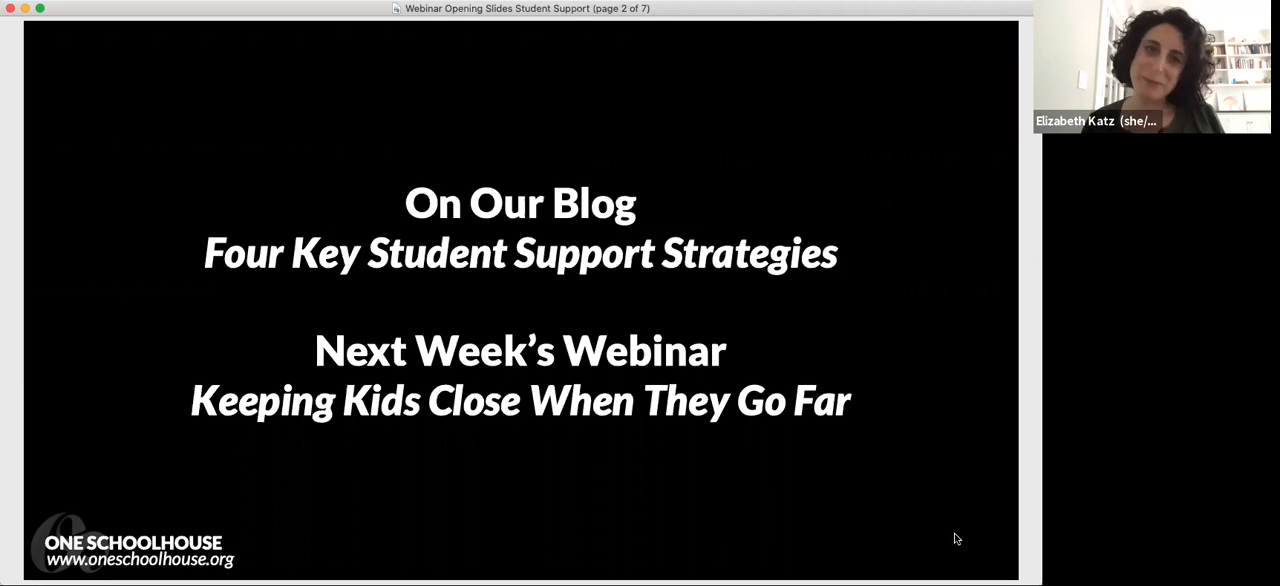 Webinar Opening Slides Student Support (page 2 of 7)
Elizabeth Katz (she/...
On Our Blog
Four Key Student Support Strategies
Next Week's Webinar
Keeping Kids Close When They Go Far
ONE SCHOOLHOUSE
www.oneschoolhouse.org